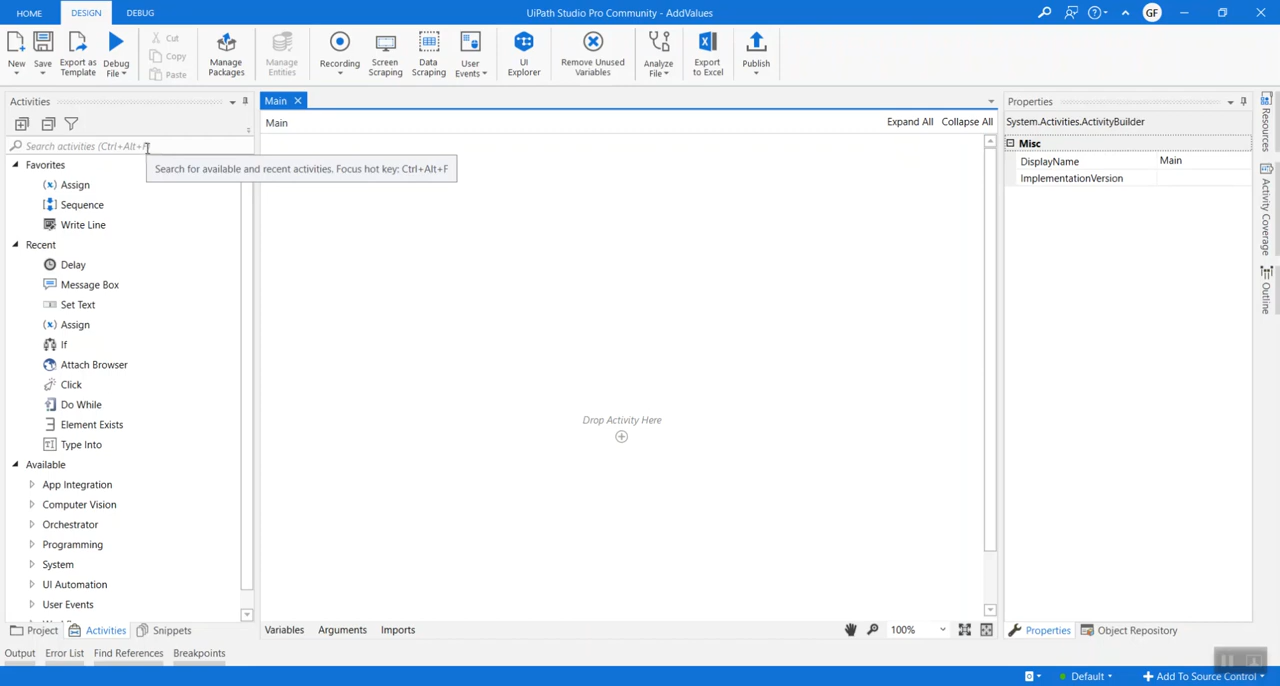 HOME DESIGN DEBUG UiPath Studio Pro Community - AddValues GF
New Save Export as Template Debug File Cut Copy Paste Manage Packages Manage Entities Recording Screen Scraping Data Scraping User Events UI Explorer Remove Unused Variables Analyze File Export to Excel Publish
Activities
Search activities (Ctrl+Alt+F)
Search for available and recent activities. Focus hot key: Ctrl+Alt+F
Favorites
Assign
Sequence
Write Line
Recent
Delay
Message Box
Set Text
Assign
If
Attach Browser
Click
Do While
Element Exists
Type Into
Available
App Integration
Computer Vision
Orchestrator
Programming
System
UI Automation
User Events
Project Activities Snippets
Main
Main Expand All Collapse All
Drop Activity Here
Variables Arguments Imports 100%
Properties
System.Activities.ActivityBuilder
Misc
DisplayName Main
ImplementationVersion
Properties Object Repository
Resources
Activity Coverage
Outline
Output Error List Find References Breakpoints
Default Add To Source Control